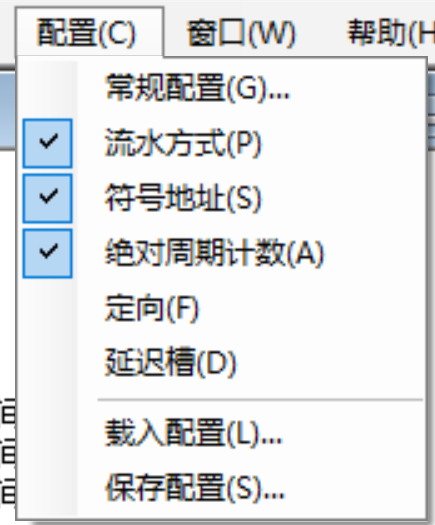 配置(C) 窗口(W) 帮助(H
常规配置(G)...
流水方式(P)
符号地址(S)
绝对周期计数(A)
定向(F)
延迟槽(D)
载入配置(L)...
保存配置(S)...